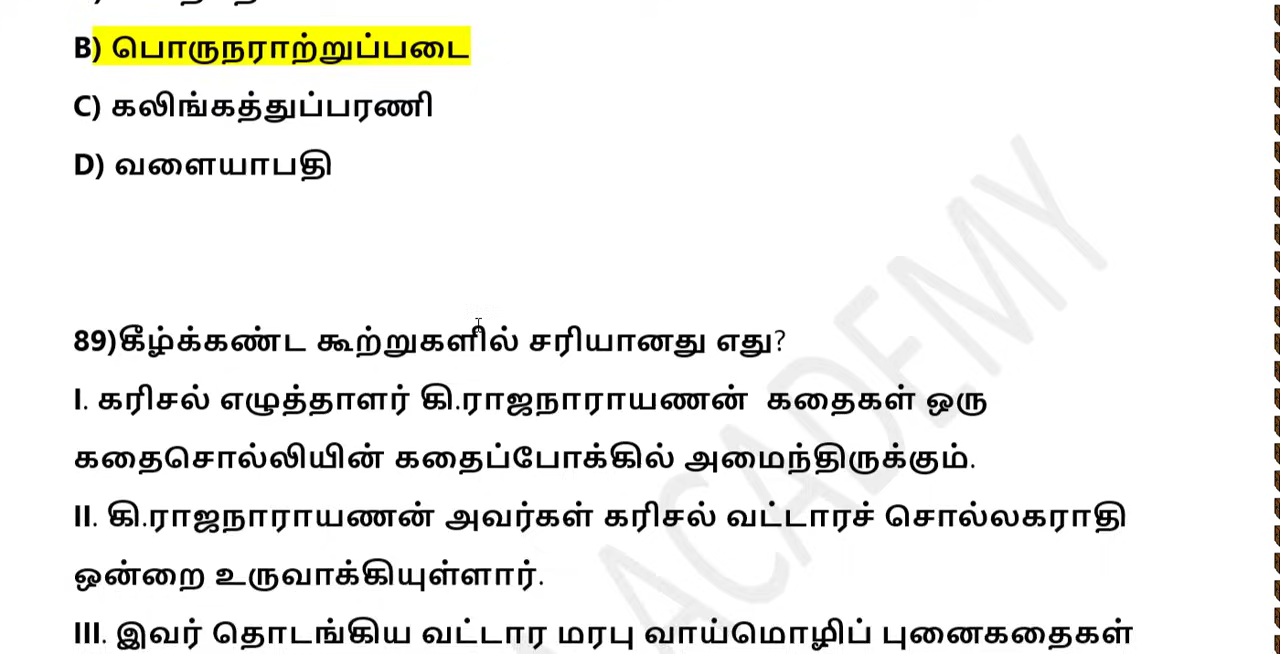 B) பொருநராற்றுப்படை
C) கலிங்கத்துப்பரணி
D) வளையாபதி
89)கீழ்க்கண்ட கூற்றுகளில் சரியானது எது?
I. கரிசல் எழுத்தாளர் கி.ராஜநாராயணன் கதைகள் ஒரு
கதைசொல்லியின் கதைப்போக்கில் அமைந்திருக்கும்.
II. கி.ராஜநாராயணன் அவர்கள் கரிசல் வட்டாரச் சொல்லகராதி
ஒன்றை உருவாக்கியுள்ளார்.
III. இவர் தொடங்கிய வட்டார மரபு வாய்மொழிப் புனைகதைகள்
ACADEMY